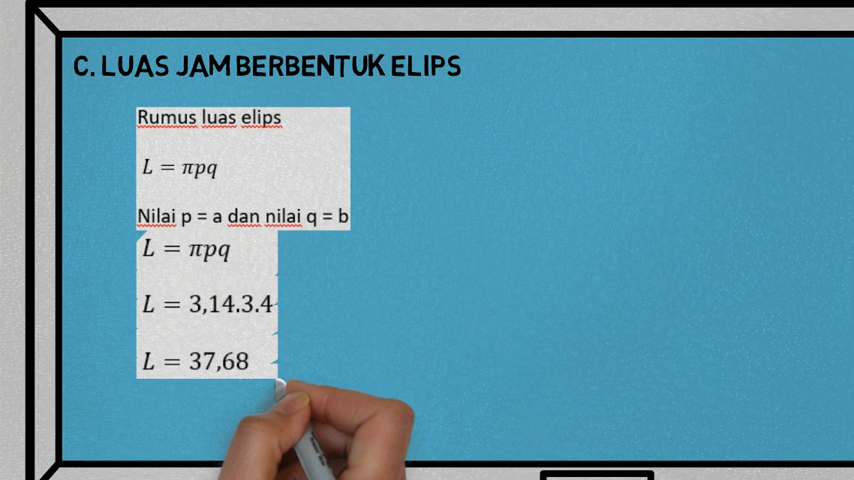 C. LUAS JAM BERBENTUK ELIPS
Rumus luas elips
L = πpq
Nilai p = a dan nilai q = b
L = πpq
L = 3,14.3.4
L = 37,68